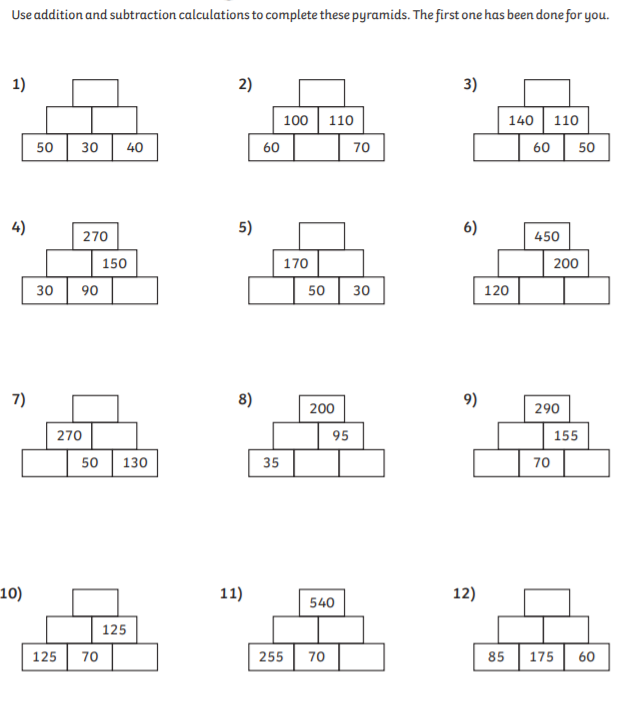 Use addition and subtraction calculations to complete these pyramids. The first one has been done for you.
1) 2) 3)
100 110 140 110
50 30 40 60 70 60 50
4) 270 5) 6) 450
150 170 200
30 90 50 30 120
7) 8) 200 9) 290
270 95 155
50 130 35 70
10) 11) 540 12)
125
125 70 255 70 85 175 60